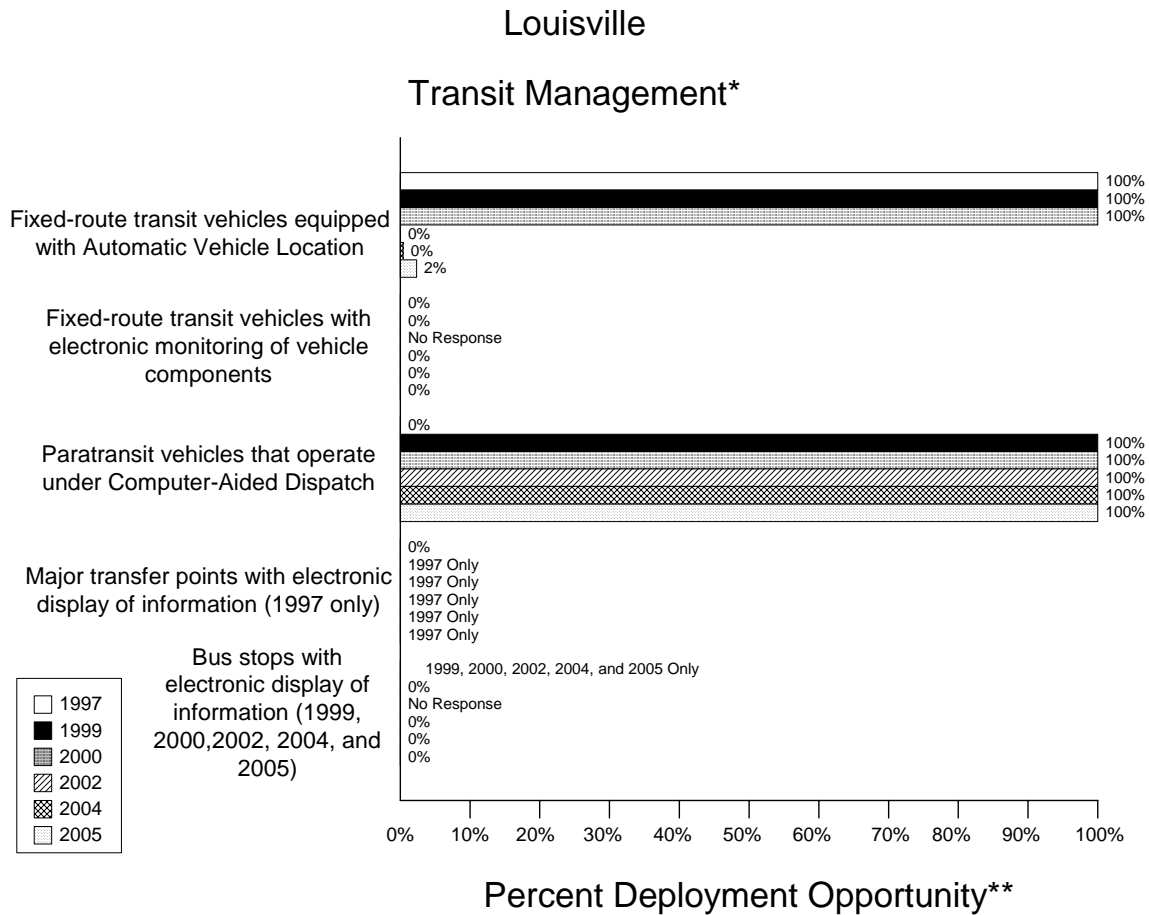 Louisville
Transit Management*
Fixed-route transit vehicles equipped
with Automatic Vehicle Location
100%
100%
100%
0%
0%
2%
Fixed-route transit vehicles with
electronic monitoring of vehicle
components
0%
0%
No Response
0%
0%
0%
Paratransit vehicles that operate
under Computer-Aided Dispatch
0%
100%
100%
100%
100%
100%
Major transfer points with electronic
display of information (1997 only)
0%
1997 Only
1997 Only
1997 Only
1997 Only
1997 Only
Bus stops with
electronic display of
information (1999,
2000,2002, 2004, and
2005)
1999, 2000, 2002, 2004, and 2005 Only
0%
No Response
0%
0%
0%
1997
1999
2000
2002
2004
2005
0% 10% 20% 30% 40% 50% 60% 70% 80% 90% 100%
Percent Deployment Opportunity**